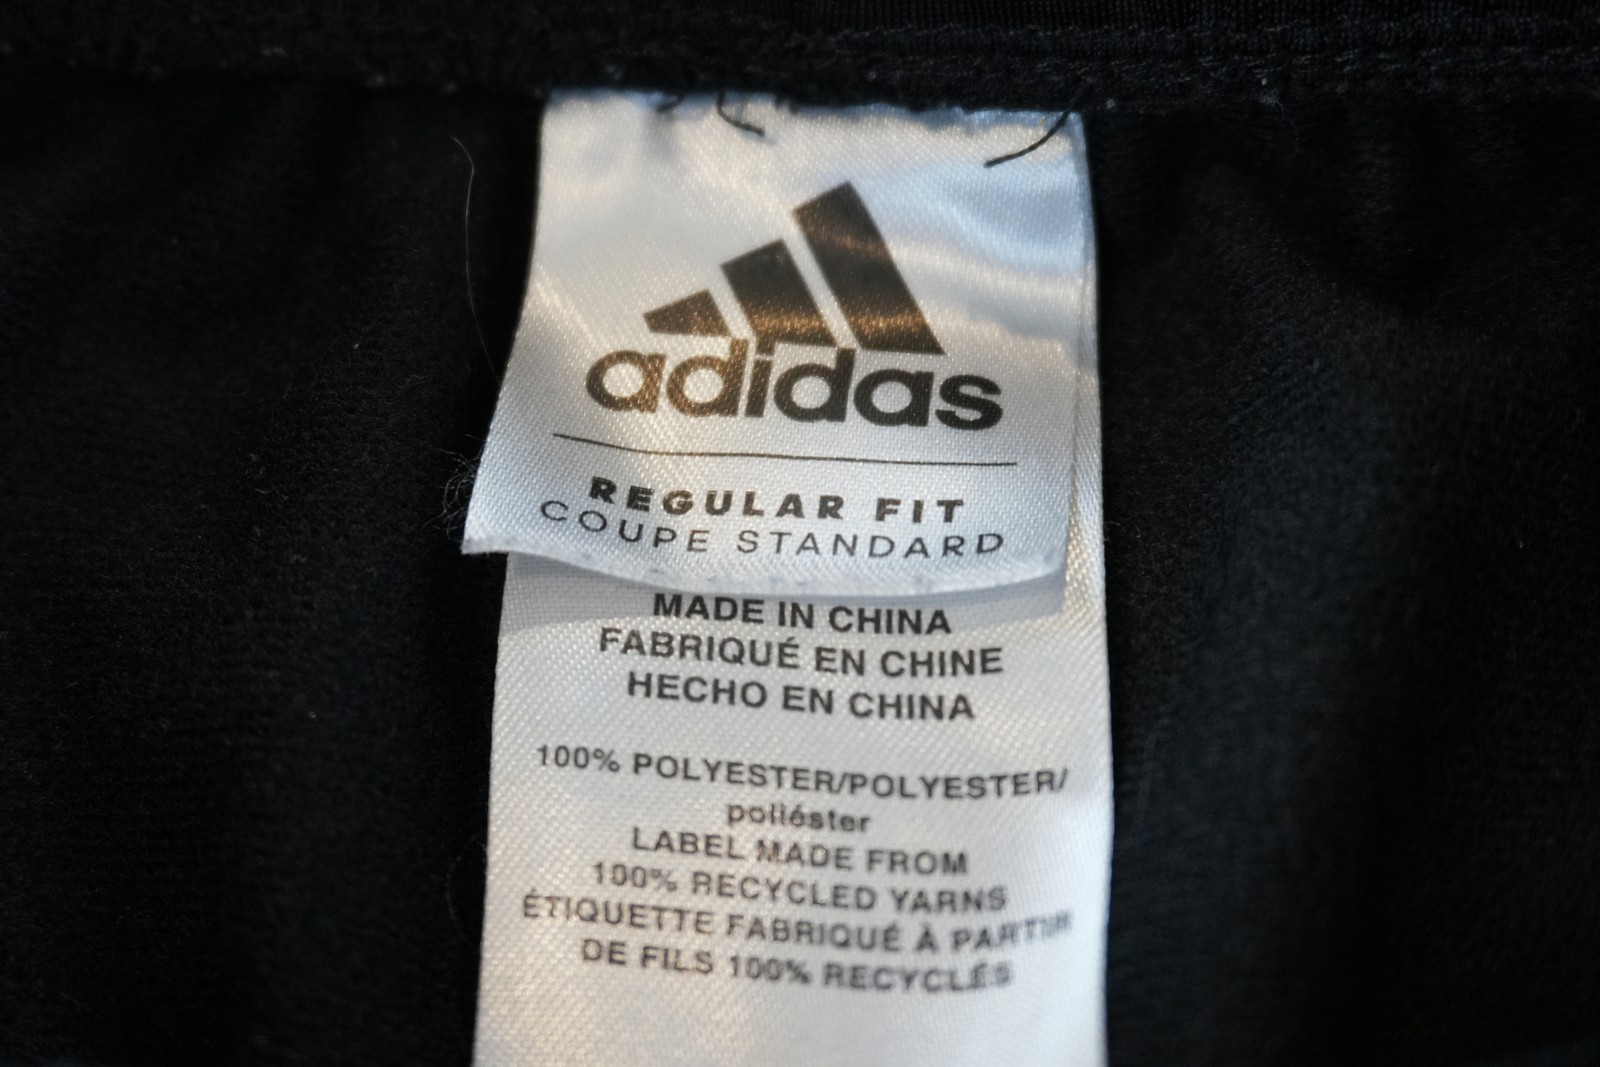 adidas
REGULAR FIT
COUPE STANDARD
MADE IN CHINA
FABRIQUÉ EN CHINE
HECHO EN CHINA
100% POLYESTER/POLYESTER/
poliéster
LABEL MADE FROM
100% RECYCLED YARNS
ÉTIQUETTE FABRIQUÉ À PARTIR
DE FILS 100% RECYCLÉS